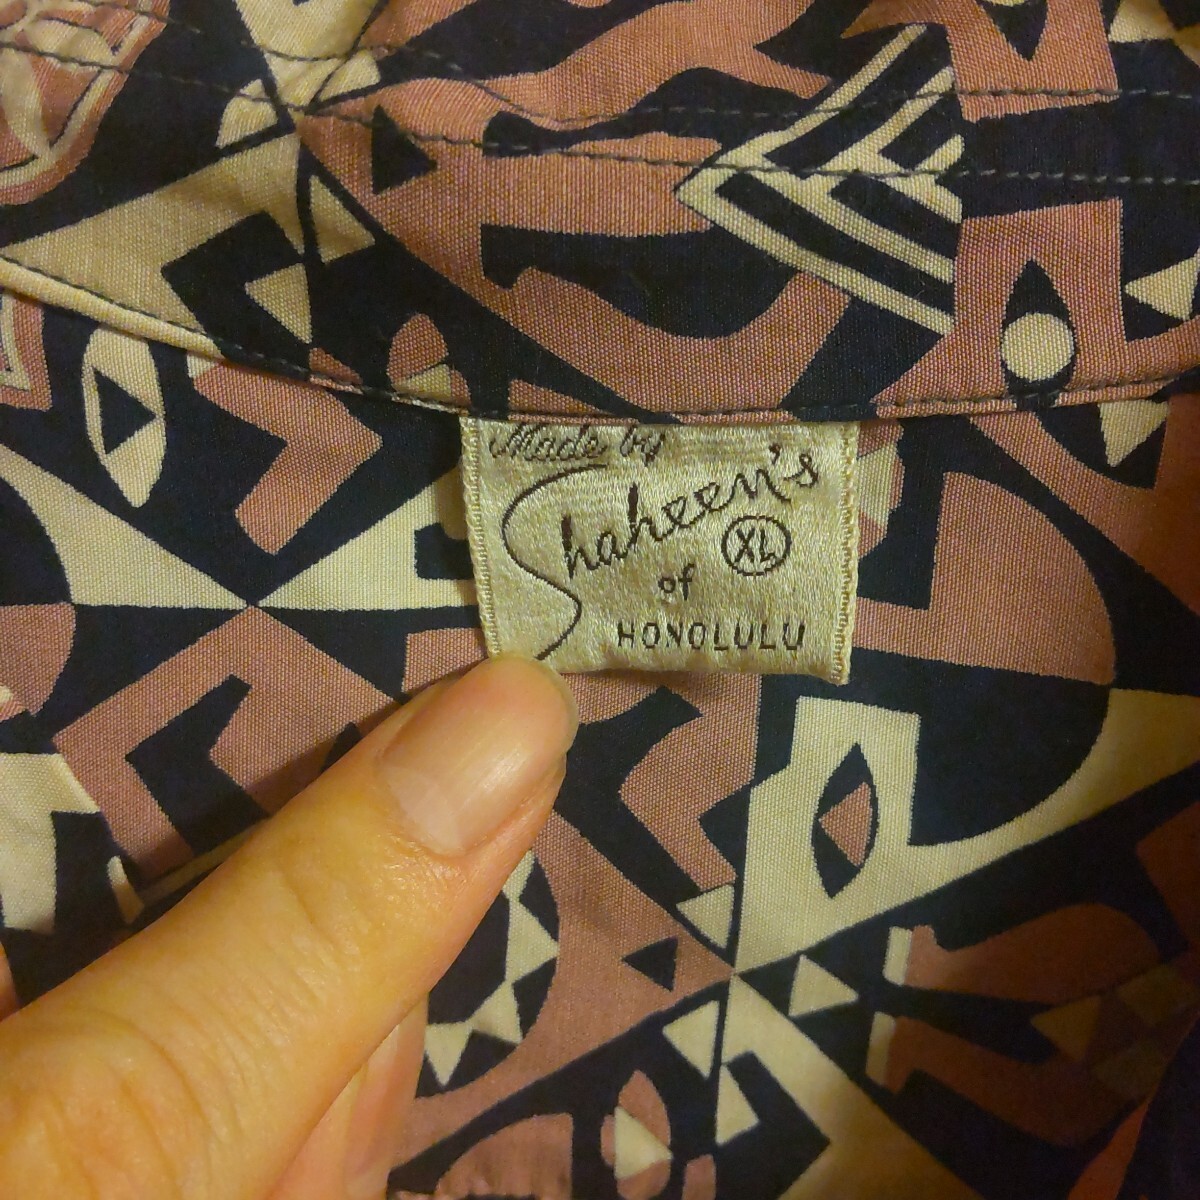 Made by
Shaheen's
XL
of
HONOLULU